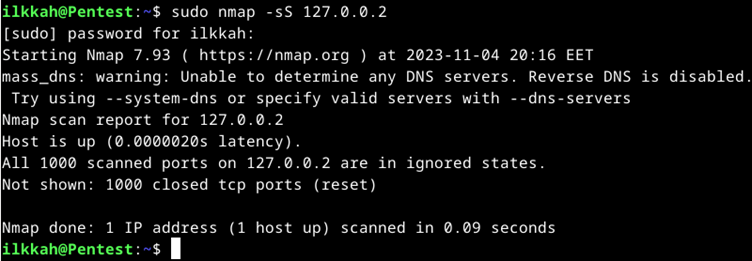 ilkkah@Pentest:~$ sudo nmap -sS 127.0.0.2
[sudo] password for ilkkah:
Starting Nmap 7.93 ( https://nmap.org ) at 2023-11-04 20:16 EET
mass_dns: warning: Unable to determine any DNS servers. Reverse DNS is disabled.
 Try using --system-dns or specify valid servers with --dns-servers
Nmap scan report for 127.0.0.2
Host is up (0.0000020s latency).
All 1000 scanned ports on 127.0.0.2 are in ignored states.
Not shown: 1000 closed tcp ports (reset)

Nmap done: 1 IP address (1 host up) scanned in 0.09 seconds
ilkkah@Pentest:~$